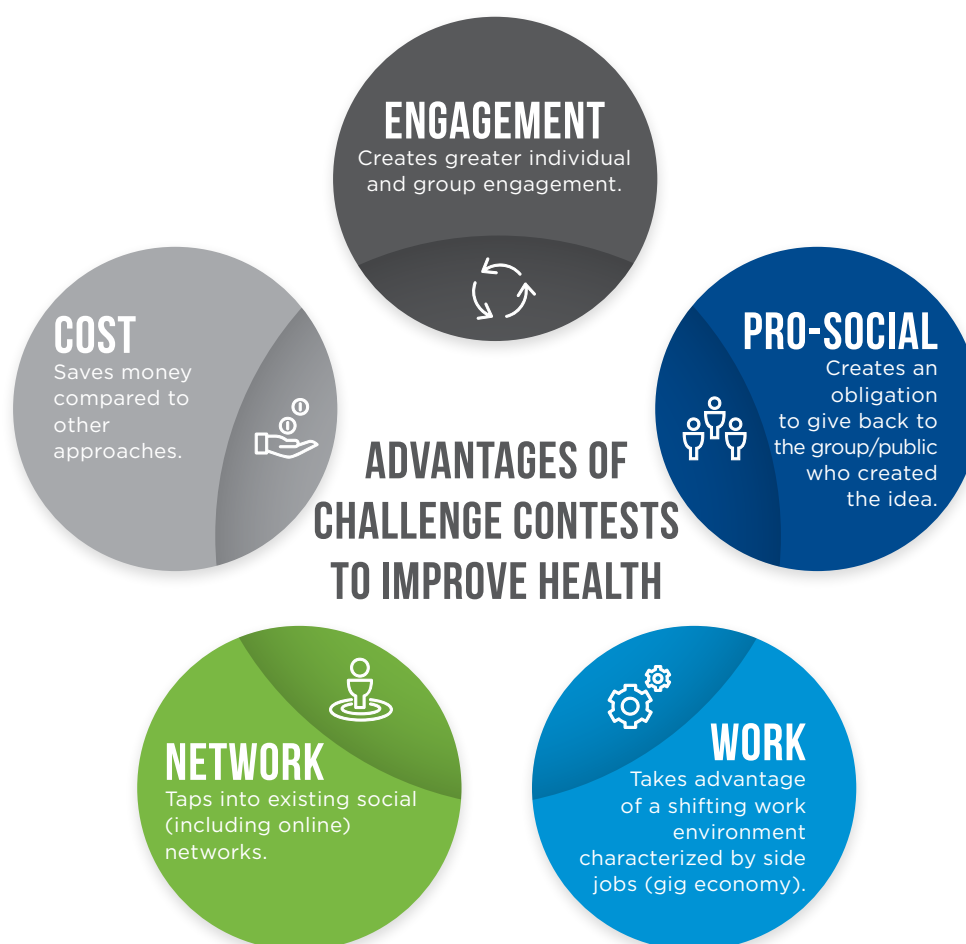 ENGAGEMENT
Creates greater individual
and group engagement.
COST
Saves money
compared to
other
approaches.
PRO-SOCIAL
Creates an
obligation
to give back to
the group/public
who created
the idea.
ADVANTAGES OF
CHALLENGE CONTESTS
TO IMPROVE HEALTH
NETWORK
Taps into existing social
(including online)
networks.
WORK
Takes advantage
of a shifting work
environment
characterized by side
jobs (gig economy).